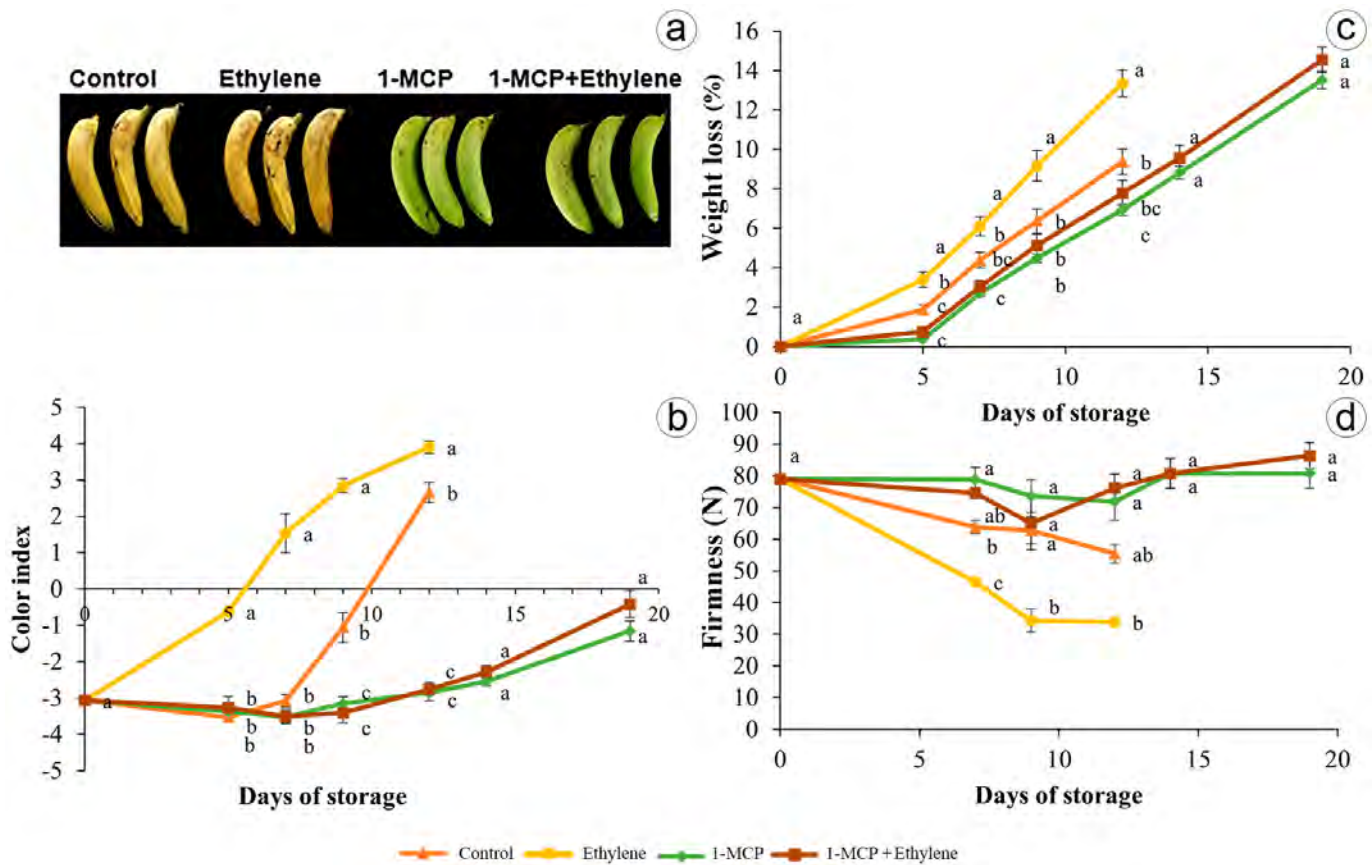 a
Control Ethylene 1-MCP 1-MCP+Ethylene
c
Weight loss (%)
16
14
12
10
8
6
4
2
0
0 5 10 15 20
Days of storage
a
a
a
a
a
b
b
b
b
c
bc
b
b
bc
c
c
c
a
a
a
a
b
Color index
5
4
3
2
1
0
-1
-2
-3
-4
-5
0 5 10 15 20
Days of storage
a
a
a
a
a
b
b
b
b
b
b
b
b
c
c
c
c
a
a
a
a
d
Firmness (N)
100
90
80
70
60
50
40
30
20
10
0
0 5 10 15 20
Days of storage
a
a
ab
b
c
a
a
a
b
a
a
ab
b
a
a
a
a
Control Ethylene 1-MCP 1-MCP+Ethylene